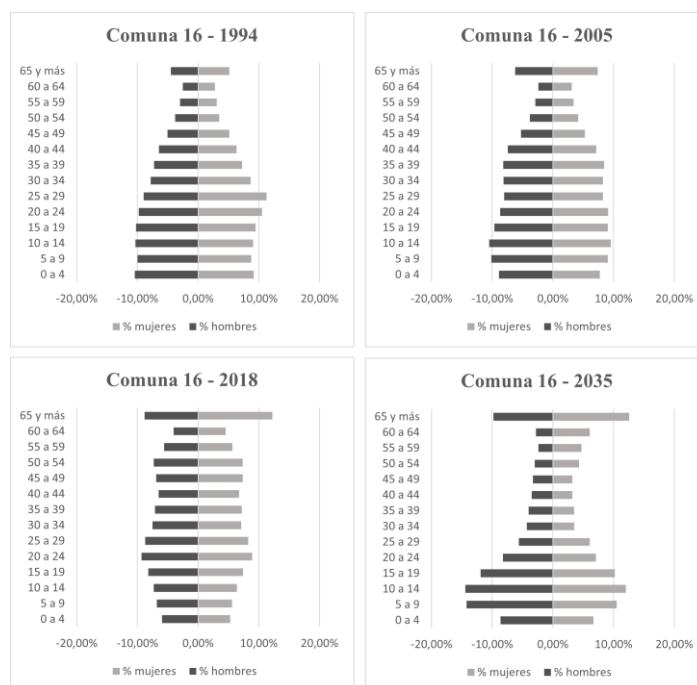 Comuna 16 - 1994
65 y más
60 a 64
55 a 59
50 a 54
45 a 49
40 a 44
35 a 39
30 a 34
25 a 29
20 a 24
15 a 19
10 a 14
5 a 9
0 a 4
-20,00% -10,00% 0,00% 10,00% 20,00%
% mujeres % hombres
Comuna 16 - 2005
65 y más
60 a 64
55 a 59
50 a 54
45 a 49
40 a 44
35 a 39
30 a 34
25 a 29
20 a 24
15 a 19
10 a 14
5 a 9
0 a 4
-20,00% -10,00% 0,00% 10,00% 20,00%
% mujeres % hombres
Comuna 16 - 2018
65 y más
60 a 64
55 a 59
50 a 54
45 a 49
40 a 44
35 a 39
30 a 34
25 a 29
20 a 24
15 a 19
10 a 14
5 a 9
0 a 4
-20,00% -10,00% 0,00% 10,00% 20,00%
% mujeres % hombres
Comuna 16 - 2035
65 y más
60 a 64
55 a 59
50 a 54
45 a 49
40 a 44
35 a 39
30 a 34
25 a 29
20 a 24
15 a 19
10 a 14
5 a 9
0 a 4
-20,00% -10,00% 0,00% 10,00% 20,00%
% mujeres % hombres